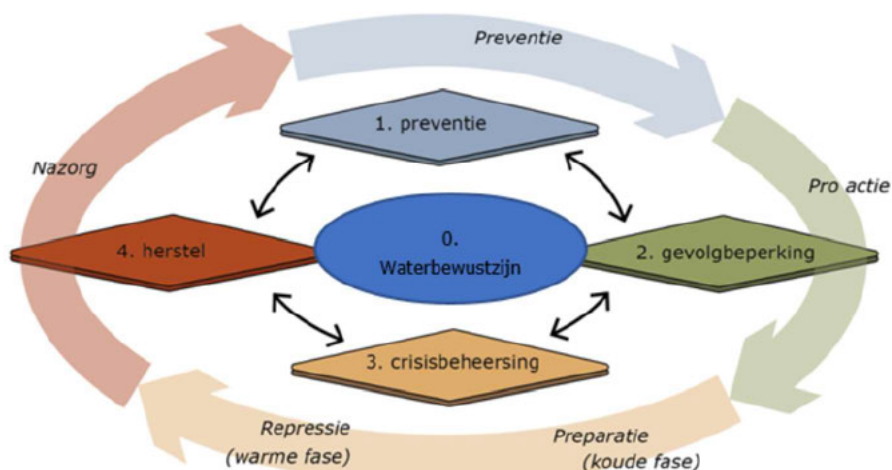 Preventie
1. preventie
Nazorg
Pro actie
0.
4. herstel
2. gevolgbeperking
Waterbewustzijn
3. crisisbeheersing
Repressie
(warme fase)
Preparatie
(koude fase)